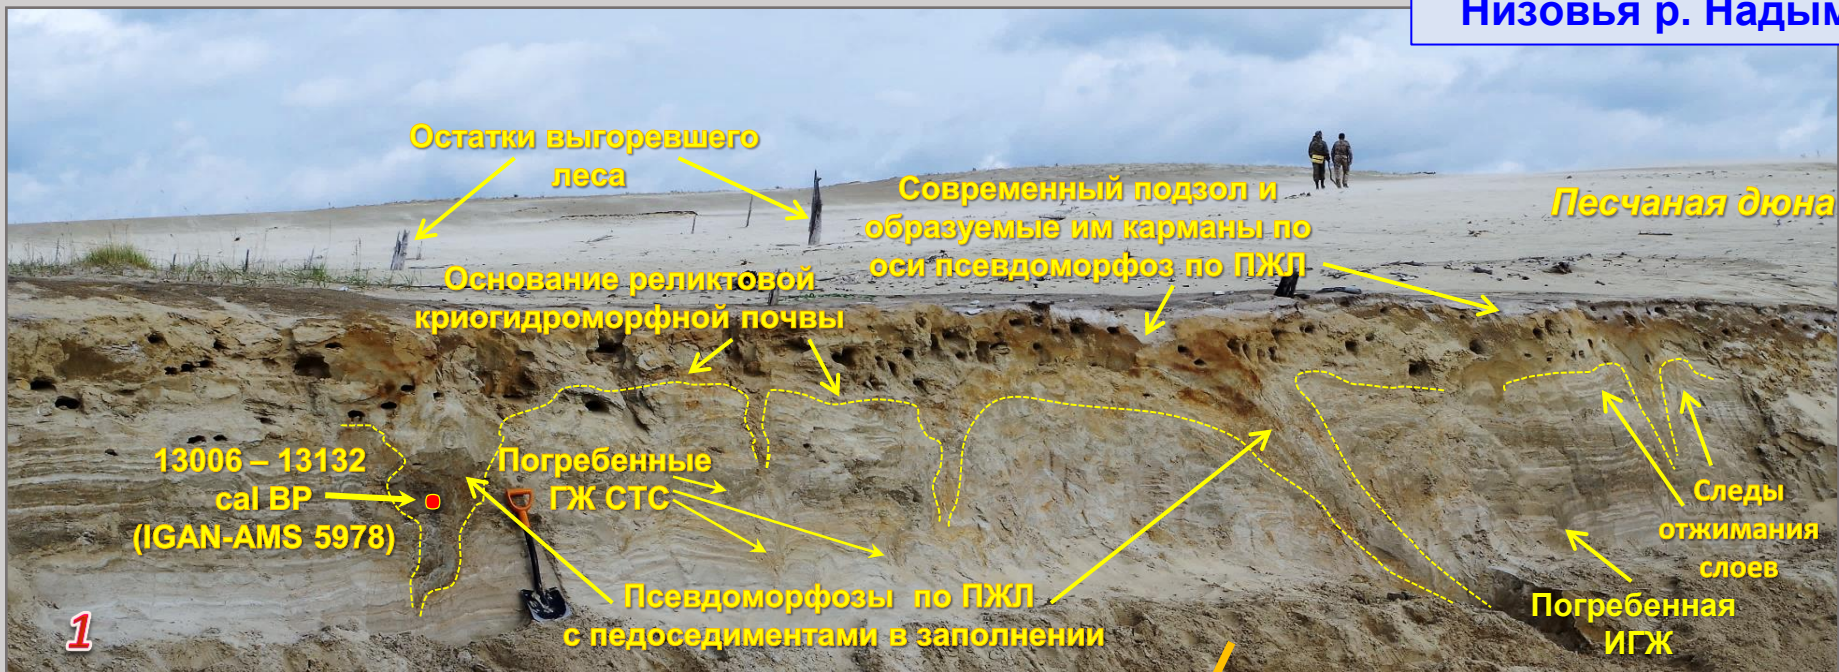 Низовья р. Надым
Остатки выгоревшего
леса
Современный подзол и
образуемые им карманы по
оси псевдоморфоз по ПЖЛ
Песчаная дюна
Основание реликтовой
криогидроморфной почвы
13006 – 13132
cal BP
(IGAN-AMS 5978)
Погребенные
ГЖ СТС
Следы
отжимания
слоев
Псевдоморфозы по ПЖЛ
с педоседиментами в заполнении
Погребенная
ИГЖ
1